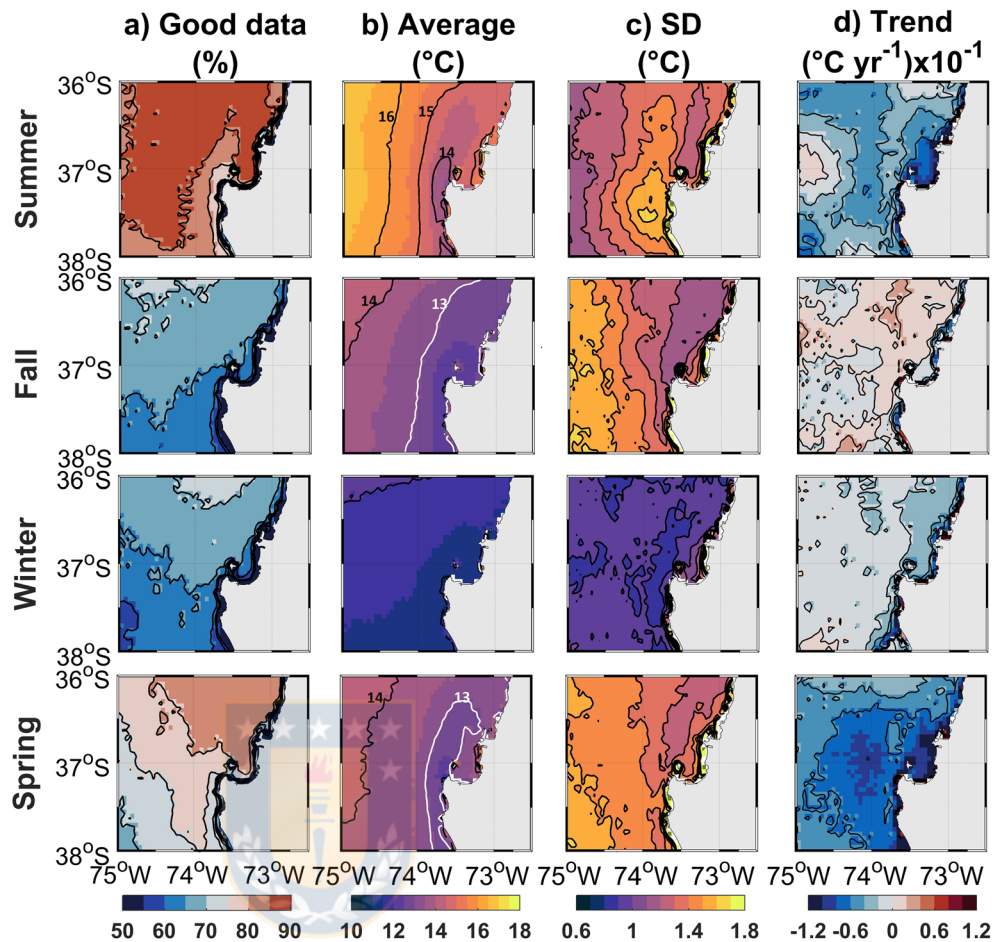 a) Good data b) Average c) SD d) Trend
(%) (°C) (°C) (°C yr⁻¹)x10⁻¹
Summer
36°S
37°S
38°S
16 15 14
Fall
36°S
37°S
38°S
14 13
Winter
36°S
37°S
38°S
Spring
36°S
37°S
38°S
14 13
75°W 74°W 73°W 75°W 74°W 73°W 75°W 74°W 73°W 75°W 74°W 73°W
50 60 70 80 90 10 12 14 16 18 0.6 1 1.4 1.8 -1.2 -0.6 0 0.6 1.2